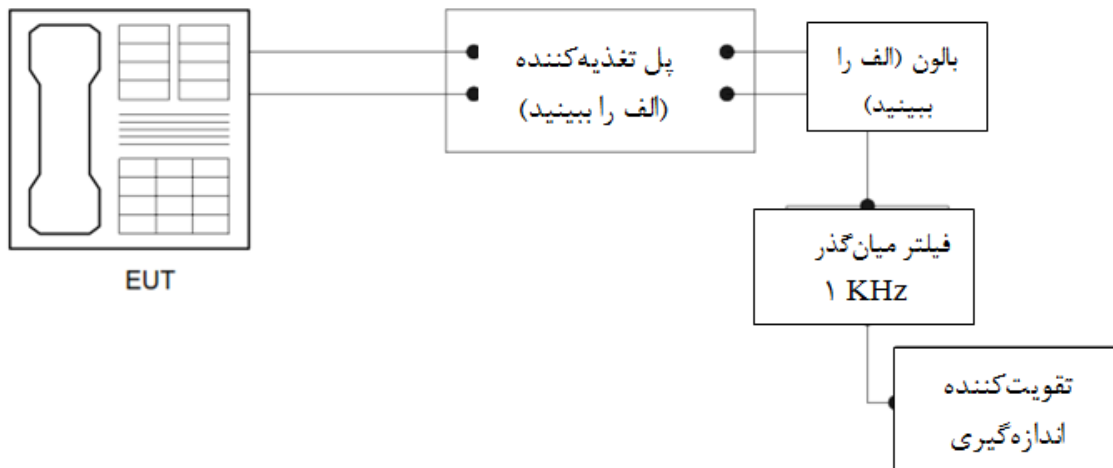 پل تغذیه‌کننده
(الف را ببینید)
بالون (الف را
ببینید)
EUT
فیلتر میان‌گذر
۱ KHz
تقویت‌کننده
اندازه‌گیری